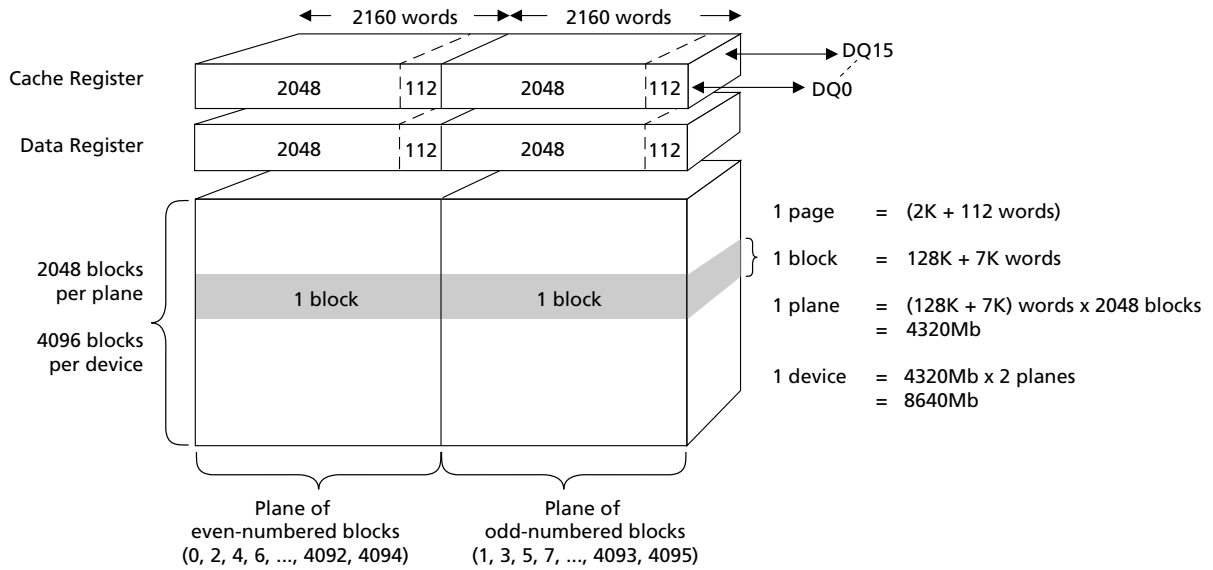 2160 words 2160 words
Cache Register
2048 112 2048 112
DQ15
DQ0
Data Register
2048 112 2048 112
2048 blocks
per plane
4096 blocks
per device
1 block 1 block
1 page = (2K + 112 words)
1 block = 128K + 7K words
1 plane = (128K + 7K) words x 2048 blocks
= 4320Mb
1 device = 4320Mb x 2 planes
= 8640Mb
Plane of
even-numbered blocks
(0, 2, 4, 6, ..., 4092, 4094)
Plane of
odd-numbered blocks
(1, 3, 5, 7, ..., 4093, 4095)